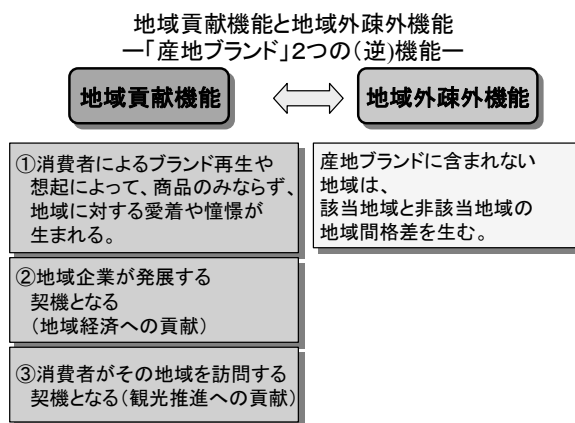 地域貢献機能と地域外疎外機能
―「産地ブランド」2つの(逆)機能―
地域貢献機能
地域外疎外機能
①消費者によるブランド再生や
想起によって、商品のみならず、
地域に対する愛着や憧憬が
生まれる。
②地域企業が発展する
契機となる
(地域経済への貢献)
③消費者がその地域を訪問する
契機となる(観光推進への貢献)
産地ブランドに含まれない
地域は、
該当地域と非該当地域の
地域間格差を生む。